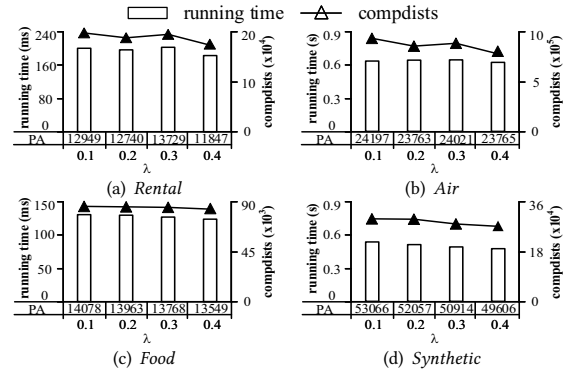 running time compdists
running time (ms)
240
160
80
0
compdists (x10⁴)
20
10
0
PA 12949 12740 13729 11847
0.1 0.2 0.3 0.4
λ
(a) Rental
running time (s)
0.9
0.6
0.3
0
compdists (x10⁵)
10
5
0
PA 24197 23763 24021 23765
0.1 0.2 0.3 0.4
λ
(b) Air
running time (ms)
150
100
50
0
compdists (x10³)
90
45
0
PA 14078 13963 13768 13549
0.1 0.2 0.3 0.4
λ
(c) Food
running time (s)
0.9
0.6
0.3
0
compdists (x10⁴)
36
18
0
PA 53066 52057 50914 49606
0.1 0.2 0.3 0.4
λ
(d) Synthetic